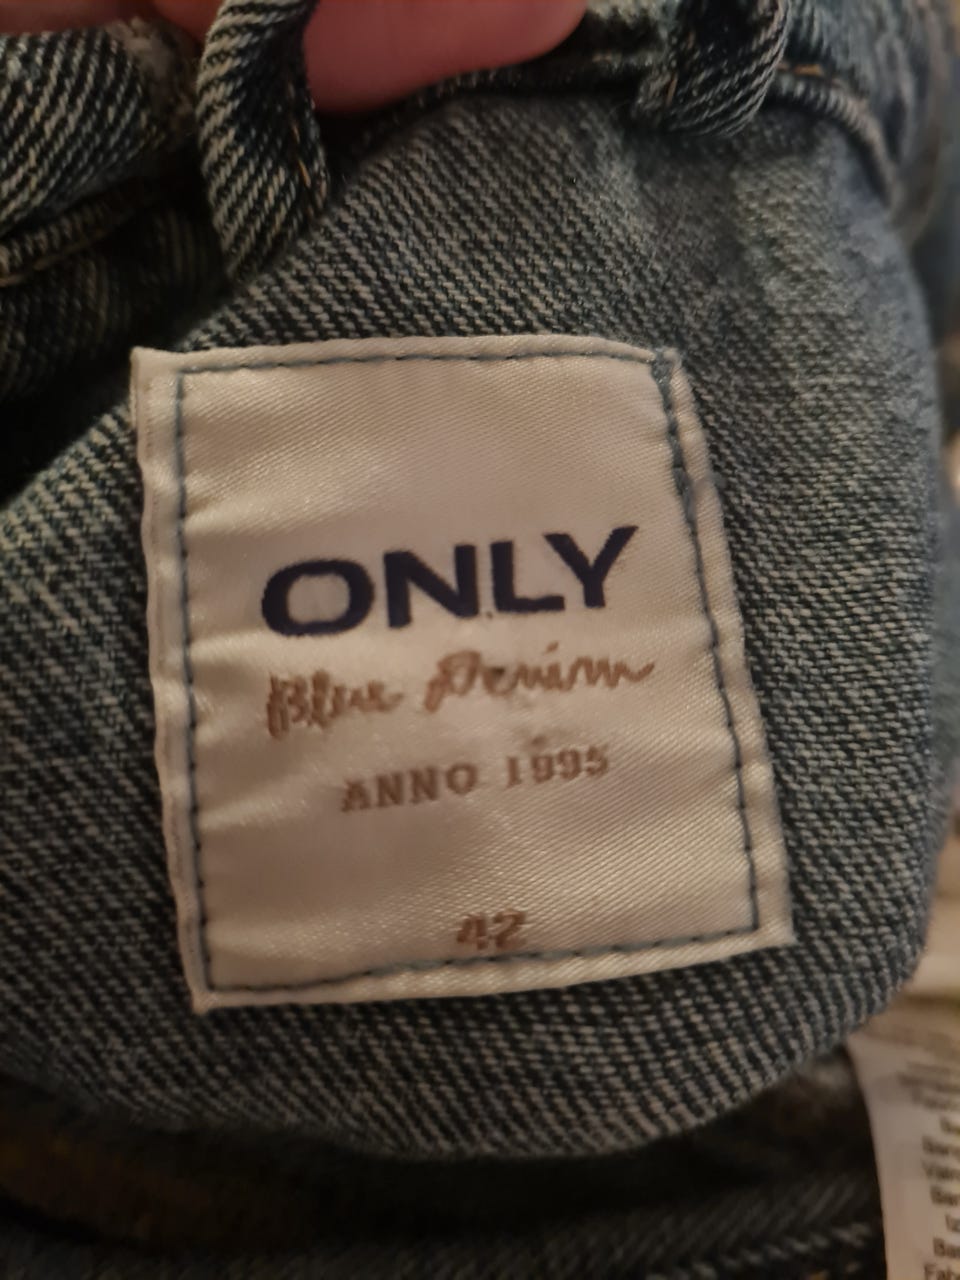 ONLY
Blue Denim
ANNO 1995
42